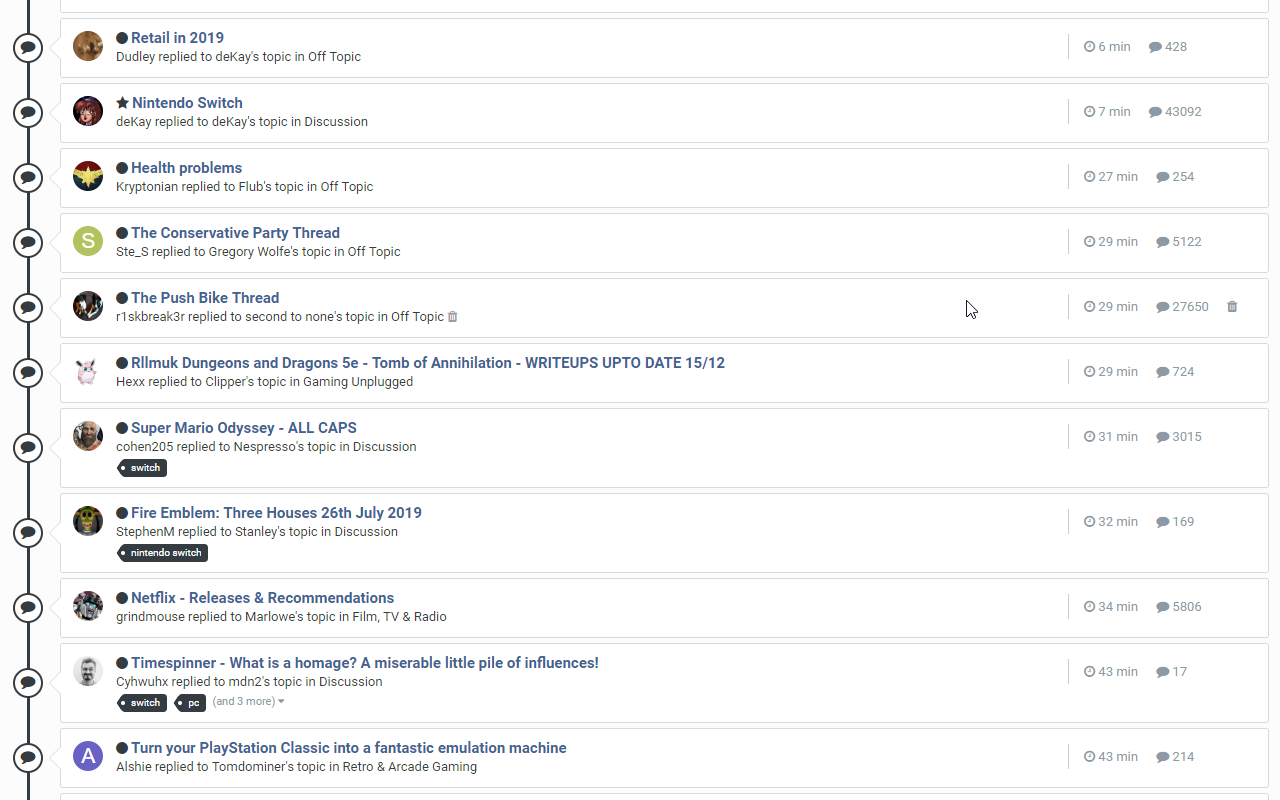 Retail in 2019
Dudley replied to deKay's topic in Off Topic
6 min 428
Nintendo Switch
deKay replied to deKay's topic in Discussion
7 min 43092
Health problems
Kryptonian replied to Flub's topic in Off Topic
27 min 254
S
The Conservative Party Thread
Ste_S replied to Gregory Wolfe's topic in Off Topic
29 min 5122
The Push Bike Thread
r1skbreak3r replied to second to none's topic in Off Topic
29 min 27650
Rllmuk Dungeons and Dragons 5e - Tomb of Annihilation - WRITEUPS UPTO DATE 15/12
Hexx replied to Clipper's topic in Gaming Unplugged
29 min 724
Super Mario Odyssey - ALL CAPS
cohen205 replied to Nespresso's topic in Discussion
switch
31 min 3015
Fire Emblem: Three Houses 26th July 2019
StephenM replied to Stanley's topic in Discussion
nintendo switch
32 min 169
Netflix - Releases & Recommendations
grindmouse replied to Marlowe's topic in Film, TV & Radio
34 min 5806
Timespinner - What is a homage? A miserable little pile of influences!
Cyhwuhx replied to mdn2's topic in Discussion
switch pc (and 3 more)
43 min 17
A
Turn your PlayStation Classic into a fantastic emulation machine
Alshie replied to Tomdominer's topic in Retro & Arcade Gaming
43 min 214